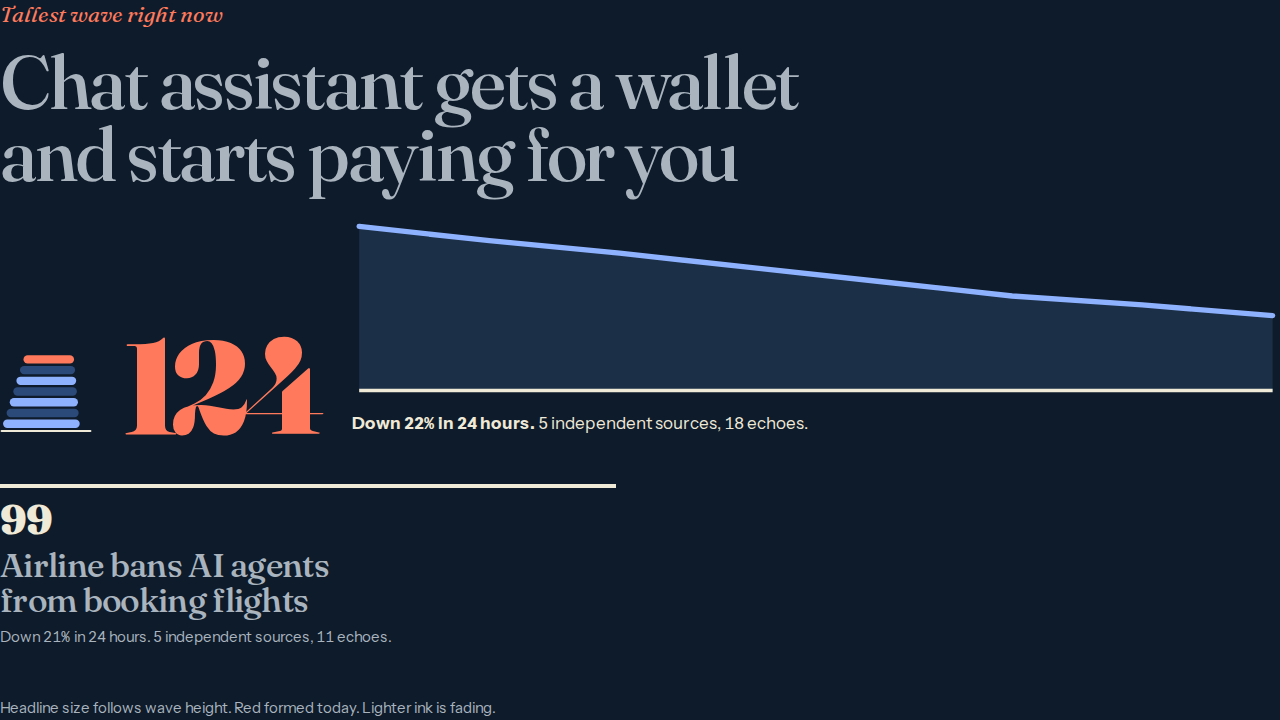 Tallest wave right now
Chat assistant gets a wallet
and starts paying for you
124
Down 22% In 24 hours. 5 independent sources, 18 echoes.
99
Airline bans AI agents
from booking flights
Down 21% in 24 hours. 5 independent sources, 11 echoes.
Headline size follows wave height. Red formed today. Lighter ink is fading.